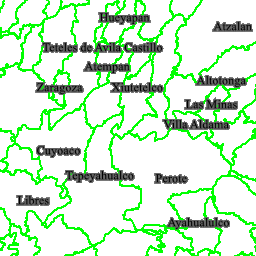 Hueyapan
Atzalan
Teteles de Avila Castillo
Atempan
Altotonga
Zaragoza
Xiutetelco
Las Minas
Villa Aldama
Cuyoaco
Tepeyahualco
Perote
Libres
Ayahualulco